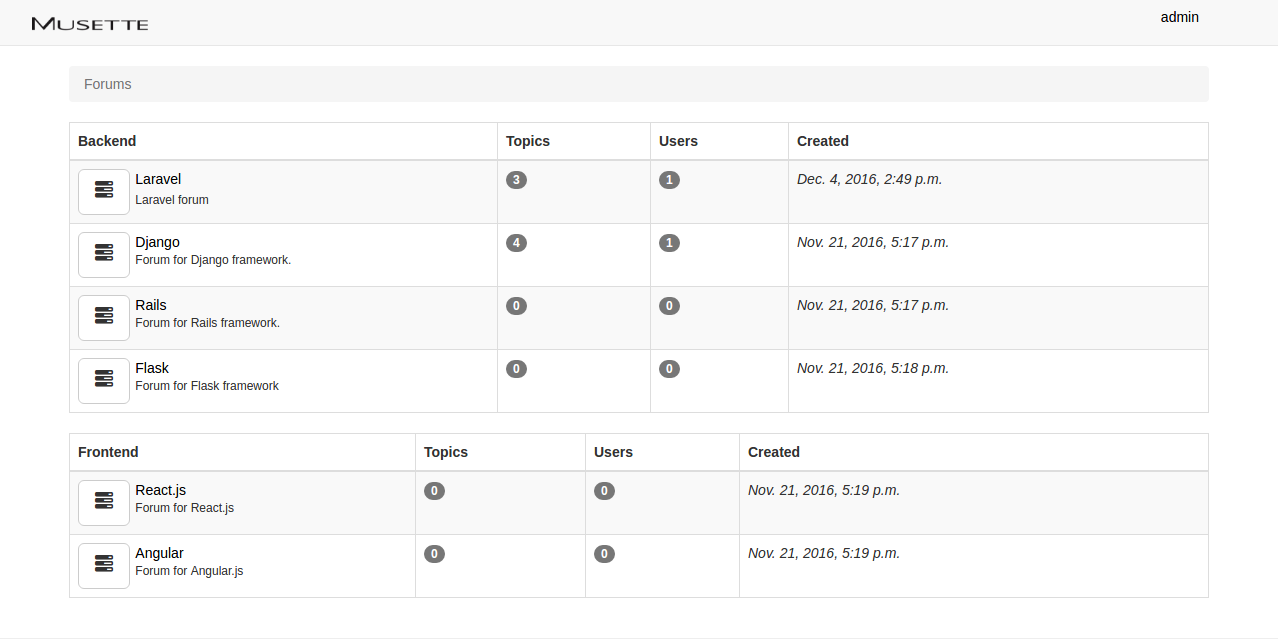 MUSETTE admin
Forums
Backend Topics Users Created
Laravel 3 1 Dec. 4, 2016, 2:49 p.m.
Laravel forum
Django 4 1 Nov. 21, 2016, 5:17 p.m.
Forum for Django framework.
Rails 0 0 Nov. 21, 2016, 5:17 p.m.
Forum for Rails framework.
Flask 0 0 Nov. 21, 2016, 5:18 p.m.
Forum for Flask framework
Frontend Topics Users Created
React.js 0 0 Nov. 21, 2016, 5:19 p.m.
Forum for React.js
Angular 0 0 Nov. 21, 2016, 5:19 p.m.
Forum for Angular.js